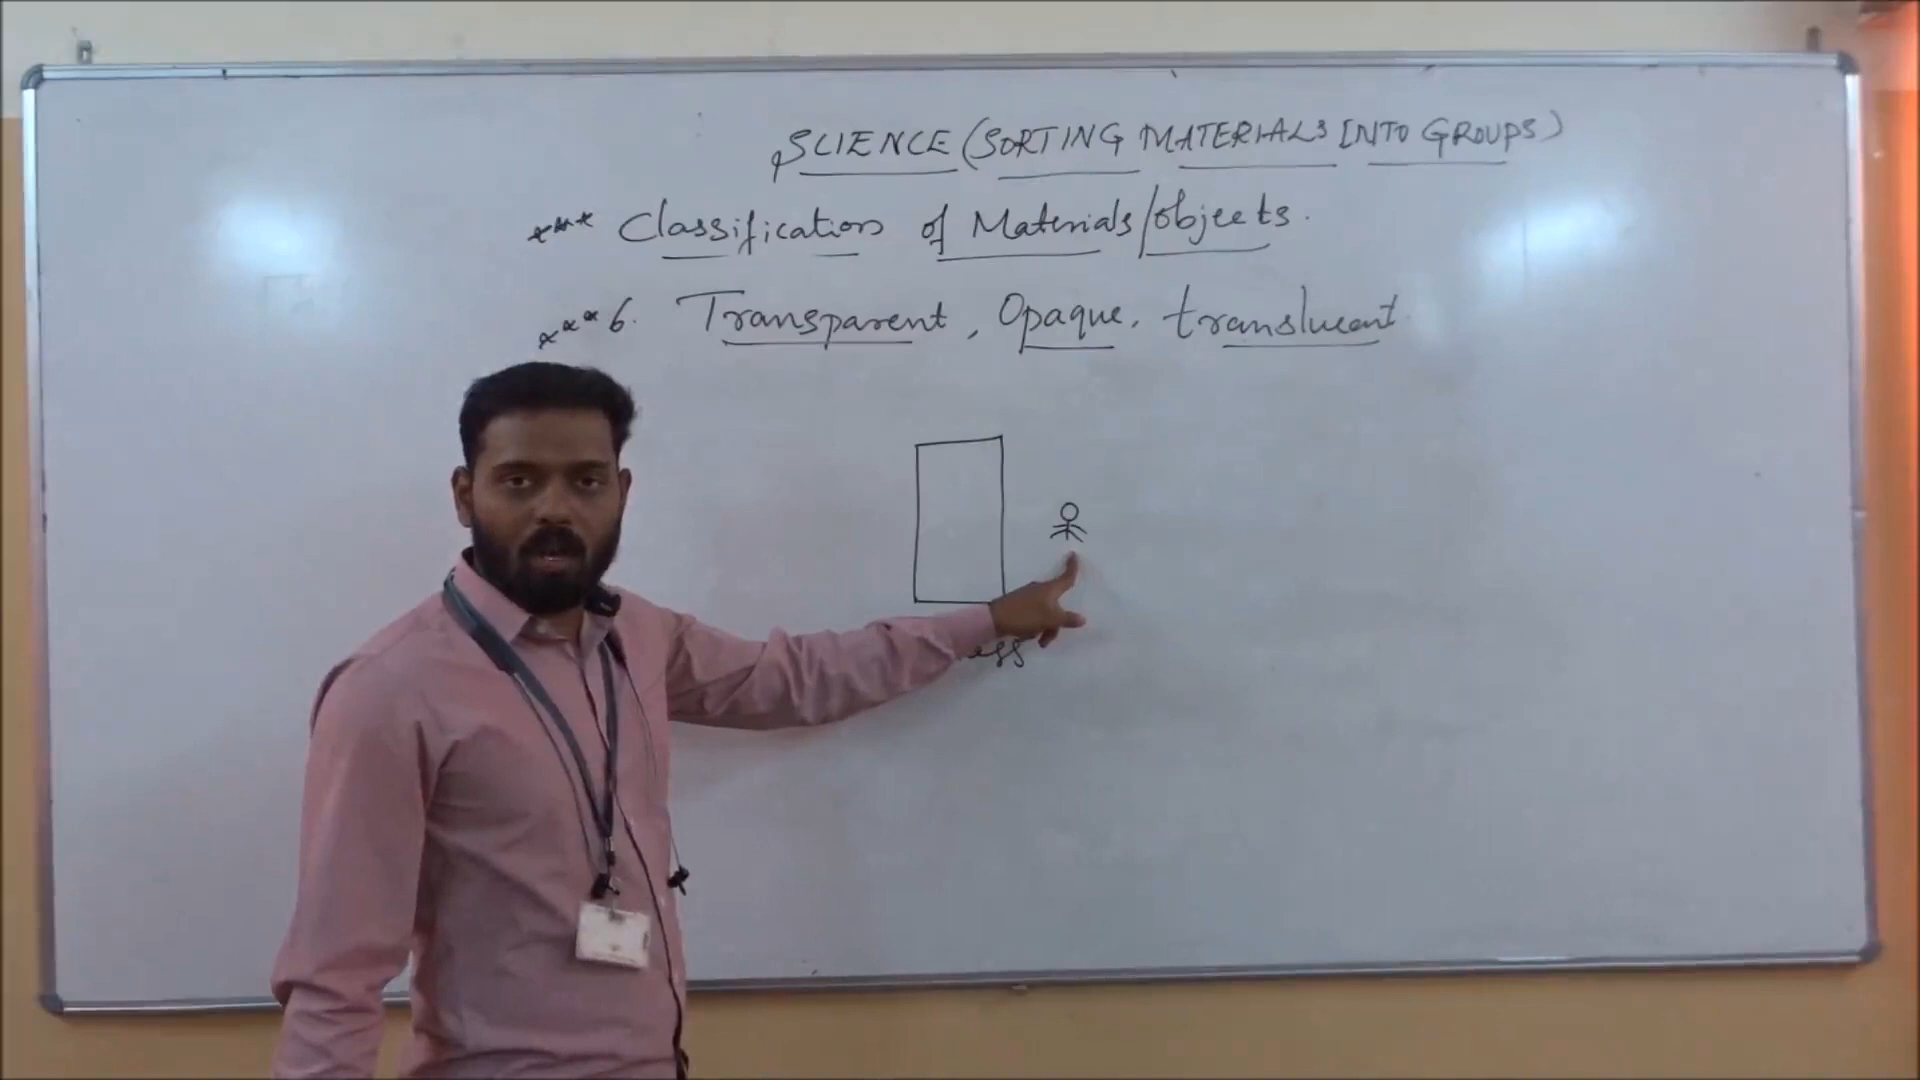 SCIENCE (SORTING MATERIALS INTO GROUPS)
*** Classification of Materials/objects.
*** 6. Transparent, Opaque, translucent